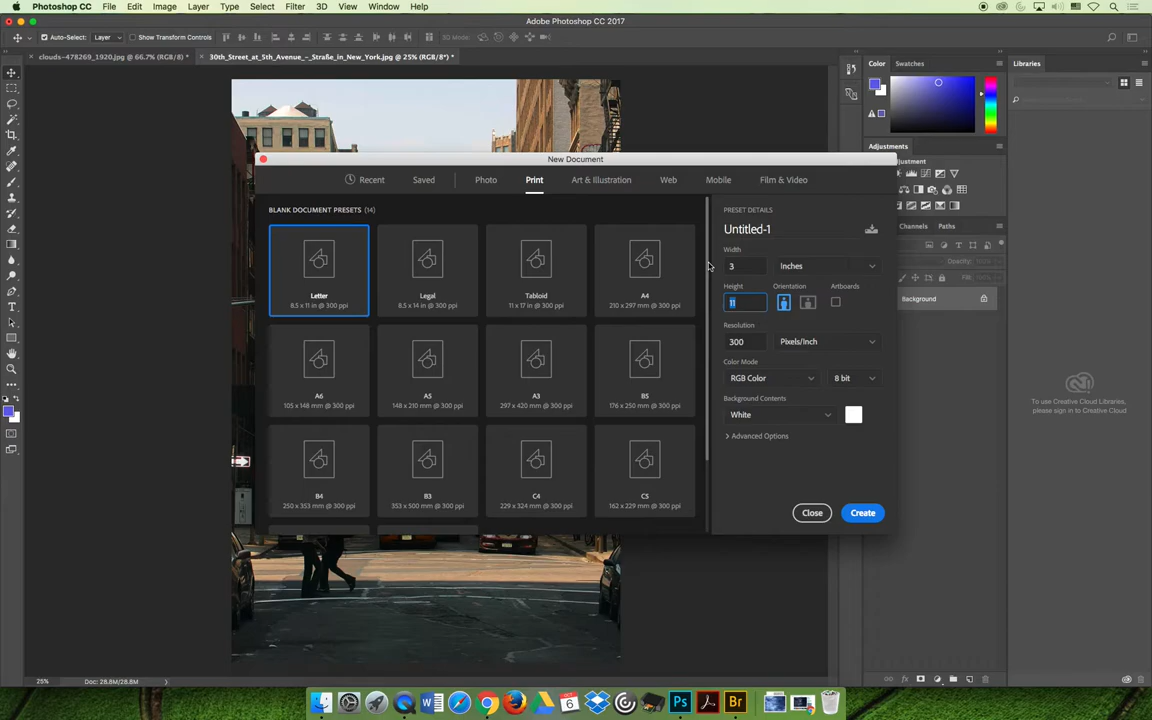 Photoshop CC File Edit Image Layer Type Select Filter 3D View Window Help
Adobe Photoshop CC 2017
Auto-Select: Layer Show Transform Controls 3D Mode:
clouds-478269_1920.jpg @ 66.7% (RGB/8) *
30th_Street_at_5th_Avenue_-_Straße_in_New_York.jpg @ 25% (RGB/8*) *
Color Swatches
Libraries
New Document
Recent Saved Photo Print Art & Illustration Web Mobile Film & Video
BLANK DOCUMENT PRESETS (14)
Letter
8.5 x 11 in @ 300 ppi
Legal
8.5 x 14 in @ 300 ppi
Tabloid
11 x 17 in @ 300 ppi
A4
210 x 297 mm @ 300 ppi
A6
105 x 148 mm @ 300 ppi
A5
148 x 210 mm @ 300 ppi
A3
297 x 420 mm @ 300 ppi
B5
176 x 250 mm @ 300 ppi
B4
250 x 353 mm @ 300 ppi
B3
353 x 500 mm @ 300 ppi
C4
229 x 324 mm @ 300 ppi
C5
162 x 229 mm @ 300 ppi
PRESET DETAILS
Untitled-1
Width
3 Inches
Height Orientation Artboards
11
Resolution
300 Pixels/Inch
Color Mode
RGB Color 8 bit
Background Contents
White
Advanced Options
Close Create
Adjustments
djustment
Channels Paths
Opacity:
Fill:
Background
To use Creative Cloud Libraries,
please sign in to Creative Cloud
25% Doc: 28.8M/28.8M
OCT
6
Ps
Br